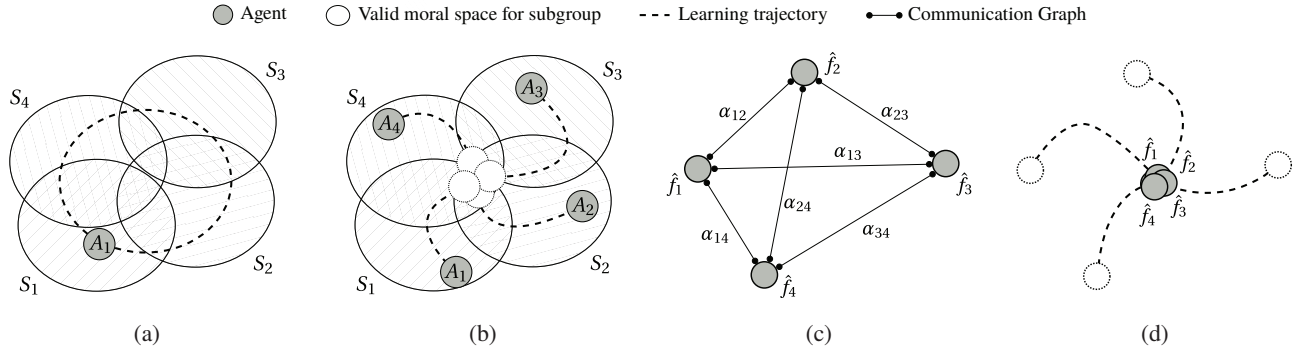 Agent Valid moral space for subgroup Learning trajectory Communication Graph
S₄ S₃ A₁ S₁ S₂
S₄ S₃ A₃ A₄ A₂ A₁ S₁ S₂
f̂₂ α₁₂ α₂₃ α₁₃ f̂₁ f̂₃ α₂₄ α₁₄ α₃₄ f̂₄
f̂₁ f̂₂ f̂₃ f̂₄
(a) (b) (c) (d)